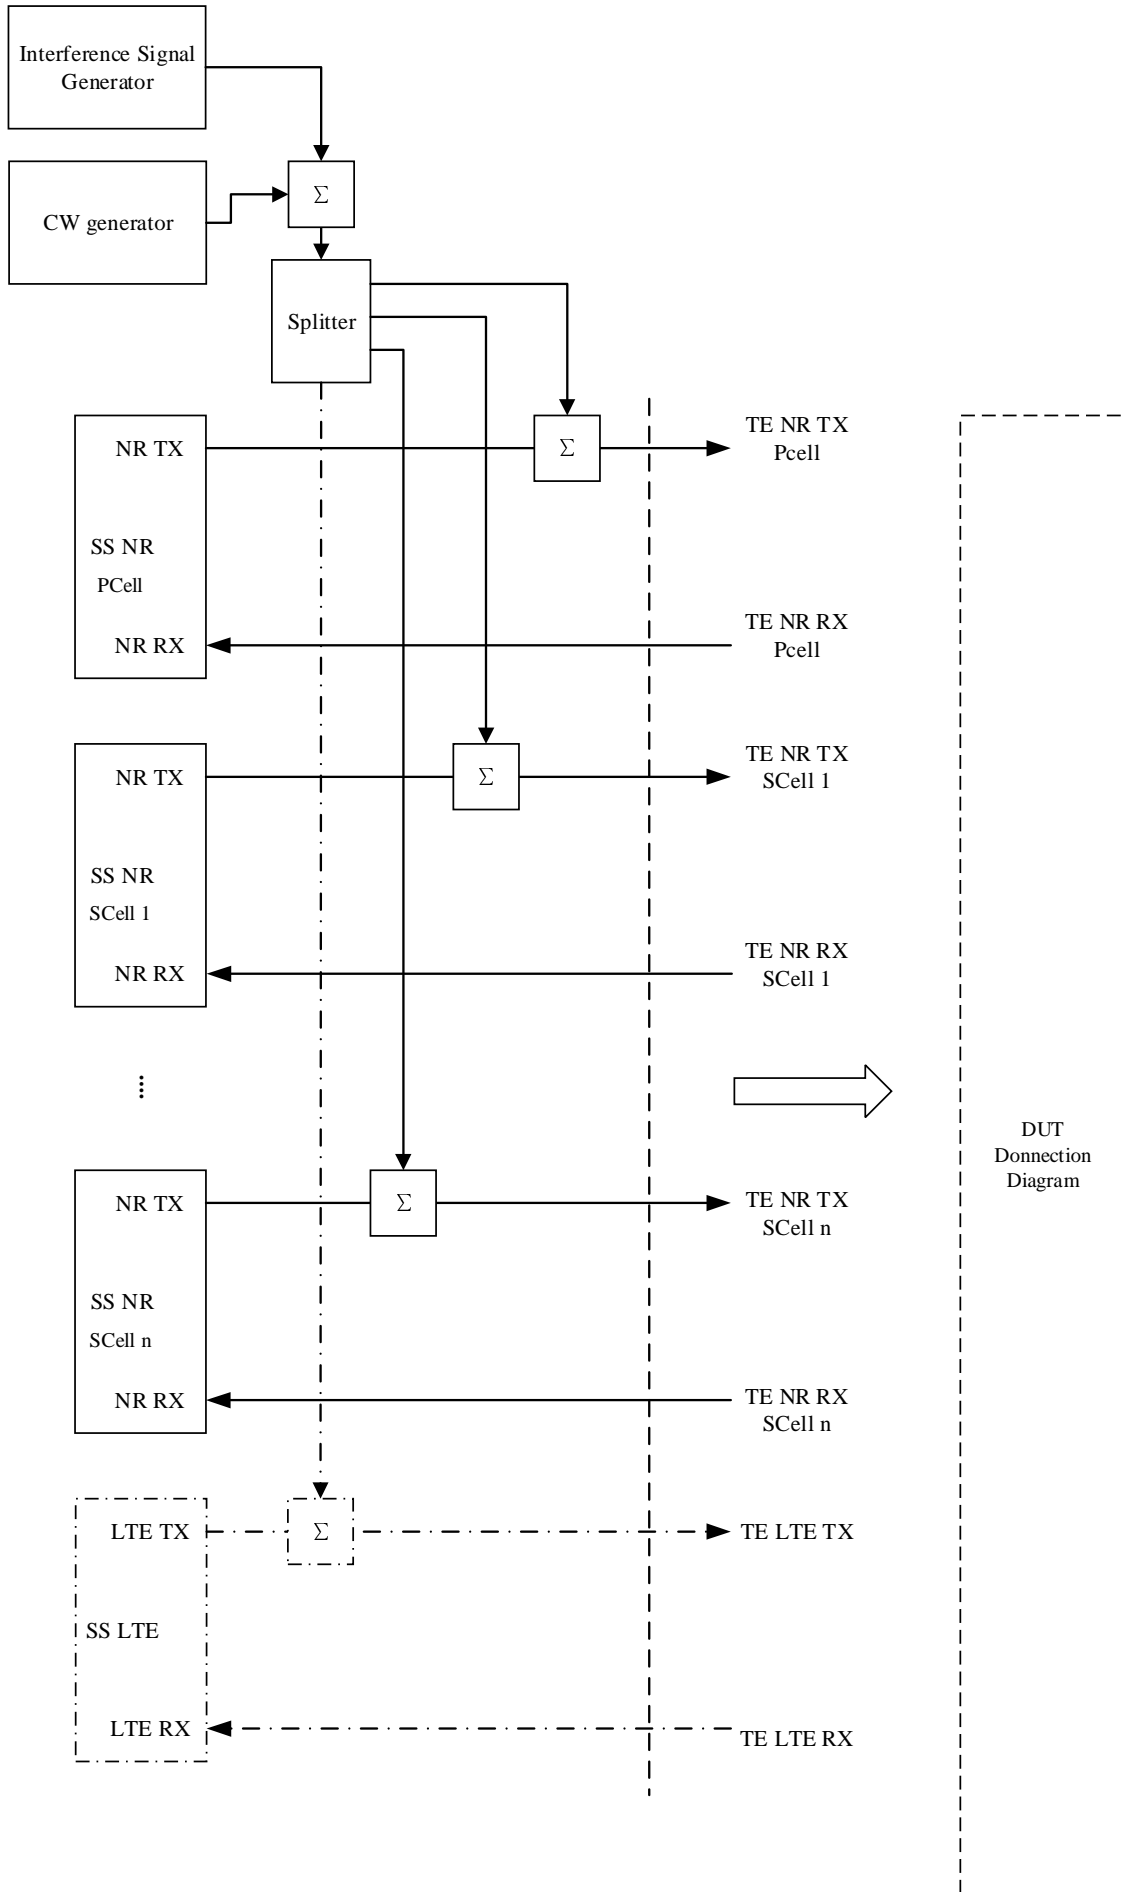 Interference Signal
Generator
CW generator
Σ
Splitter
NR TX
Σ
TE NR TX
Pcell
SS NR
PCell
NR RX
TE NR RX
Pcell
NR TX
Σ
TE NR TX
SCell 1
SS NR
SCell 1
NR RX
TE NR RX
SCell 1
DUT
Donnection
Diagram
NR TX
Σ
TE NR TX
SCell n
SS NR
SCell n
NR RX
TE NR RX
SCell n
LTE TX
Σ
TE LTE TX
SS LTE
LTE RX
TE LTE RX